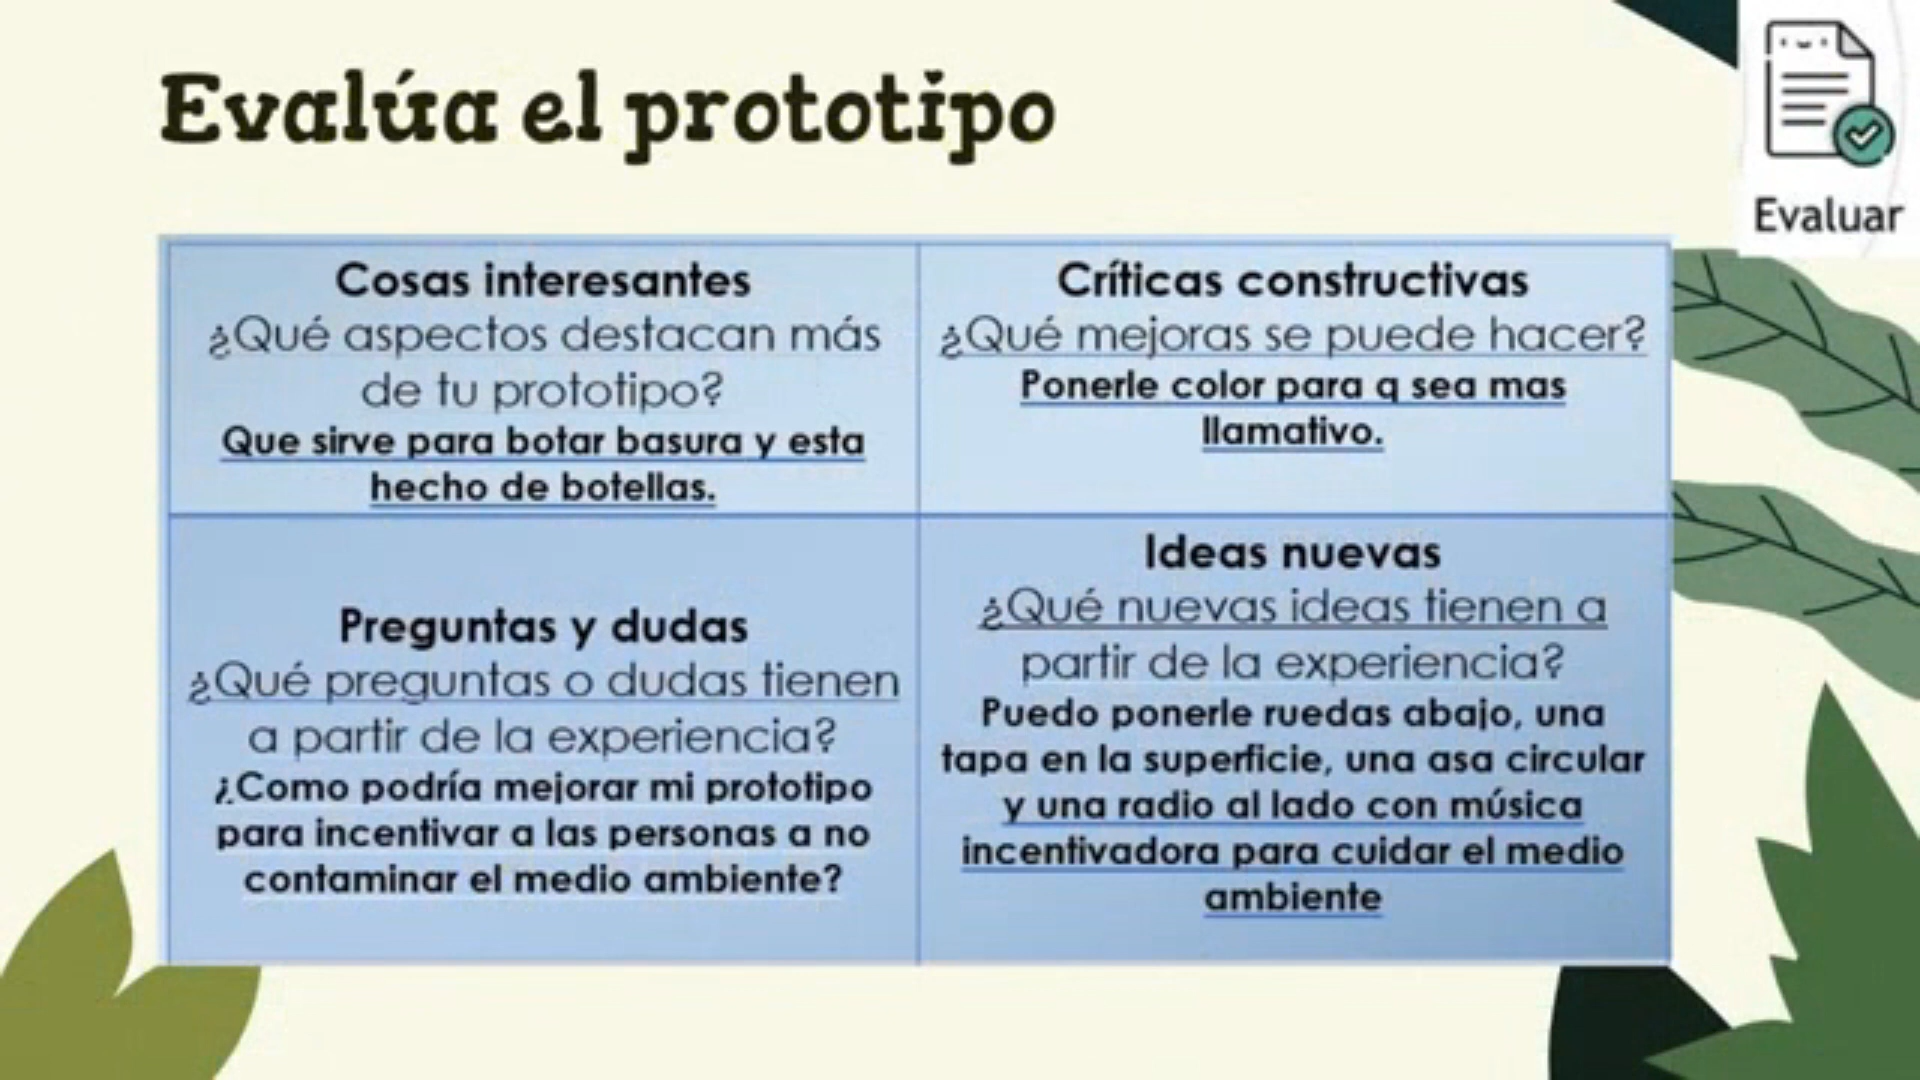 Evalúa el prototipo
Evaluar
Cosas interesantes
¿Qué aspectos destacan más
de tu prototipo?
Que sirve para botar basura y esta
hecho de botellas.
Críticas constructivas
¿Qué mejoras se puede hacer?
Ponerle color para q sea mas
llamativo.
Preguntas y dudas
¿Qué preguntas o dudas tienen
a partir de la experiencia?
¿Como podría mejorar mi prototipo
para incentivar a las personas a no
contaminar el medio ambiente?
Ideas nuevas
¿Qué nuevas ideas tienen a
partir de la experiencia?
Puedo ponerle ruedas abajo, una
tapa en la superficie, una asa circular
y una radio al lado con música
incentivadora para cuidar el medio
ambiente